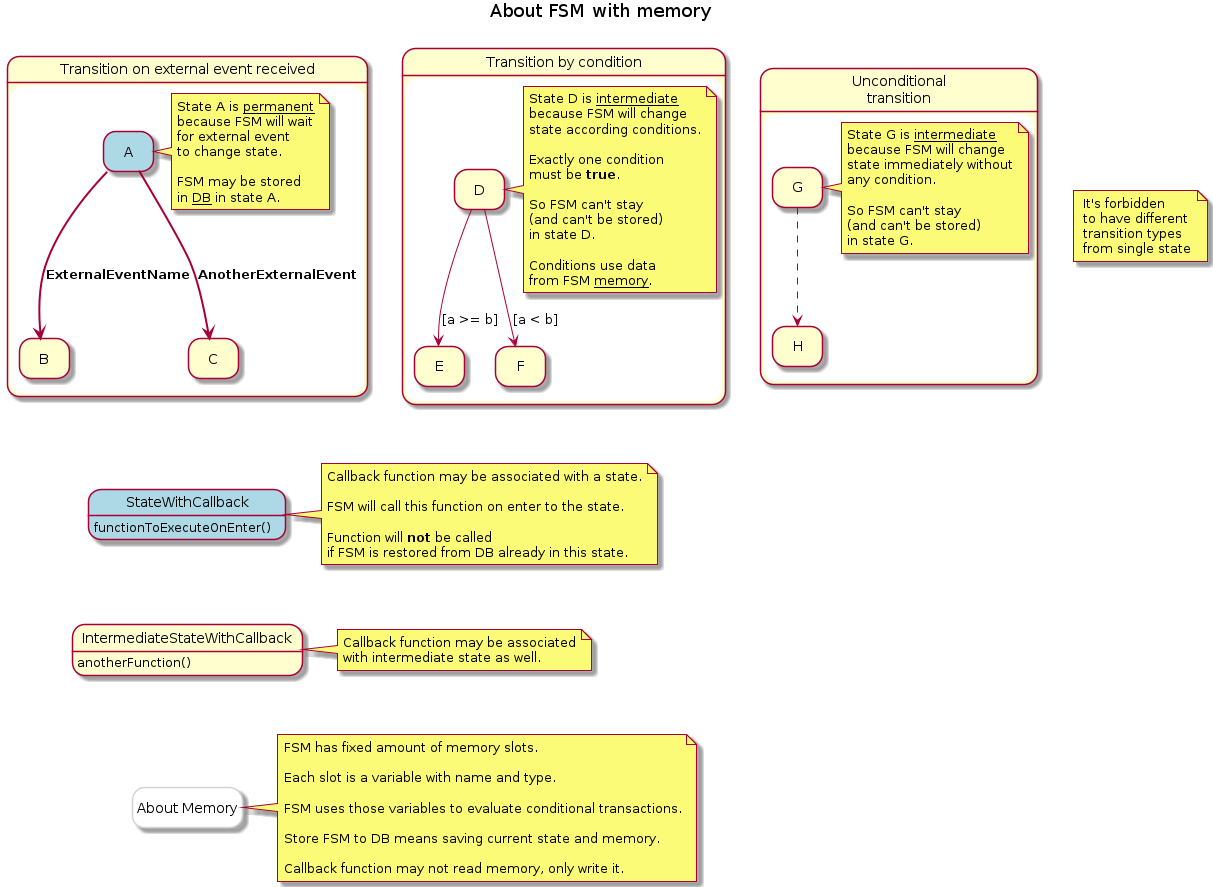 About FSM with memory
Transition on external event received
State A is permanent
because FSM will wait
for external event
to change state.
FSM may be stored
in DB in state A.
A
ExternalEventName
AnotherExternalEvent
B
C
Transition by condition
State D is intermediate
because FSM will change
state according conditions.
Exactly one condition
must be true.
So FSM can't stay
(and can't be stored)
in state D.
Conditions use data
from FSM memory.
D
[a >= b]
[a < b]
E
F
Unconditional
transition
State G is intermediate
because FSM will change
state immediately without
any condition.
So FSM can't stay
(and can't be stored)
in state G.
G
H
It's forbidden
to have different
transition types
from single state
StateWithCallback
functionToExecuteOnEnter()
Callback function may be associated with a state.
FSM will call this function on enter to the state.
Function will not be called
if FSM is restored from DB already in this state.
IntermediateStateWithCallback
anotherFunction()
Callback function may be associated
with intermediate state as well.
About Memory
FSM has fixed amount of memory slots.
Each slot is a variable with name and type.
FSM uses those variables to evaluate conditional transactions.
Store FSM to DB means saving current state and memory.
Callback function may not read memory, only write it.